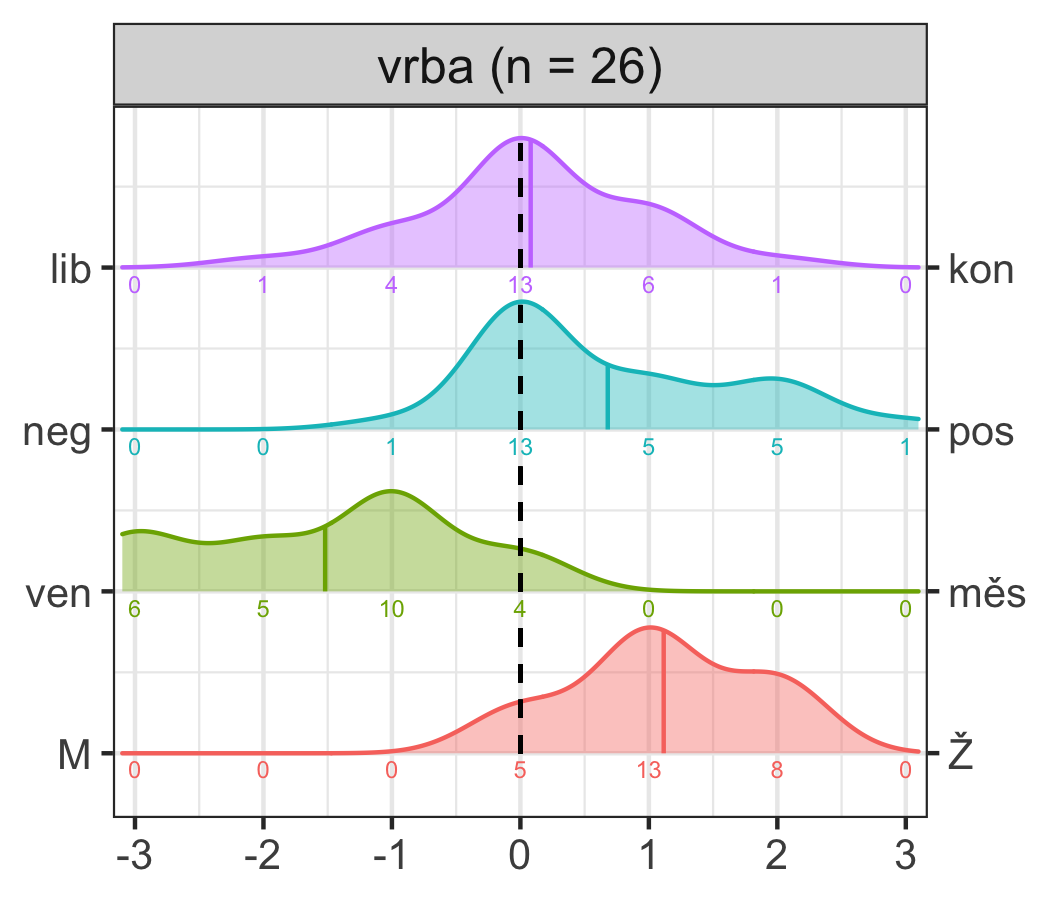 vrba (n = 26)
lib kon
0 1 4 13 6 1 0
neg pos
0 0 1 13 5 5 1
ven měs
6 5 10 4 0 0 0
M Ž
0 0 0 5 13 8 0
-3 -2 -1 0 1 2 3